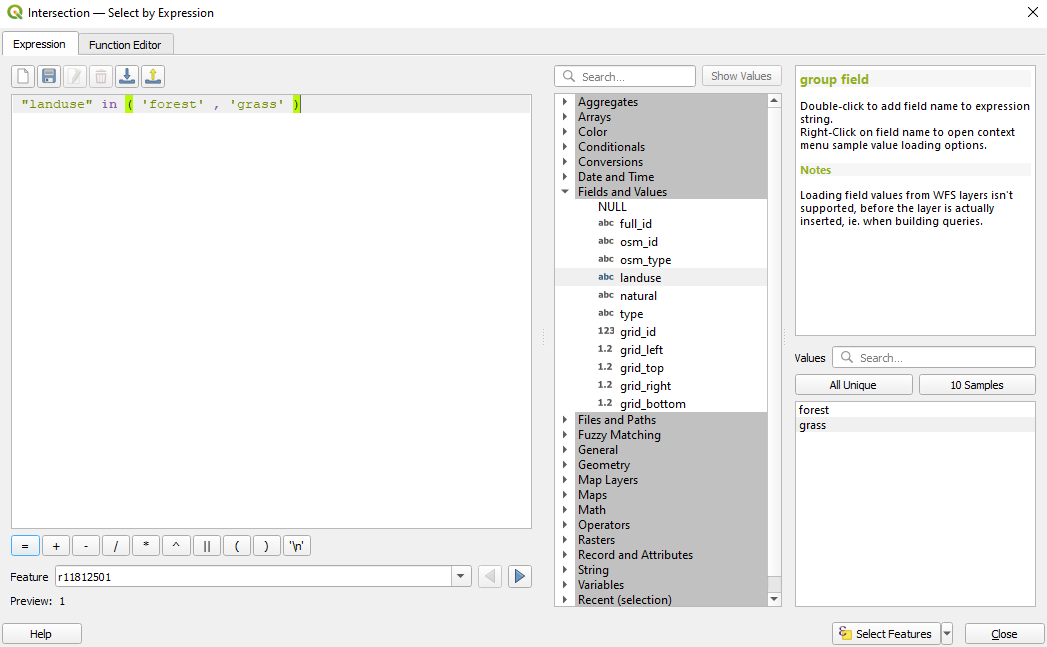 Intersection — Select by Expression
Expression
Function Editor
"landuse" in ( 'forest' , 'grass' )
= + - / * ^ || ( ) '\n'
Feature r11812501
Preview: 1
Help
Search...
Show Values
Aggregates
Arrays
Color
Conditionals
Conversions
Date and Time
Fields and Values
NULL
abc full_id
abc osm_id
abc osm_type
abc landuse
abc natural
abc type
123 grid_id
1.2 grid_left
1.2 grid_top
1.2 grid_right
1.2 grid_bottom
Files and Paths
Fuzzy Matching
General
Geometry
Map Layers
Maps
Math
Operators
Rasters
Record and Attributes
String
Variables
Recent (selection)
group field
Double-click to add field name to expression
string.
Right-Click on field name to open context
menu sample value loading options.
Notes
Loading field values from WFS layers isn't
supported, before the layer is actually
inserted, ie. when building queries.
Values Search...
All Unique
10 Samples
forest
grass
Select Features
Close